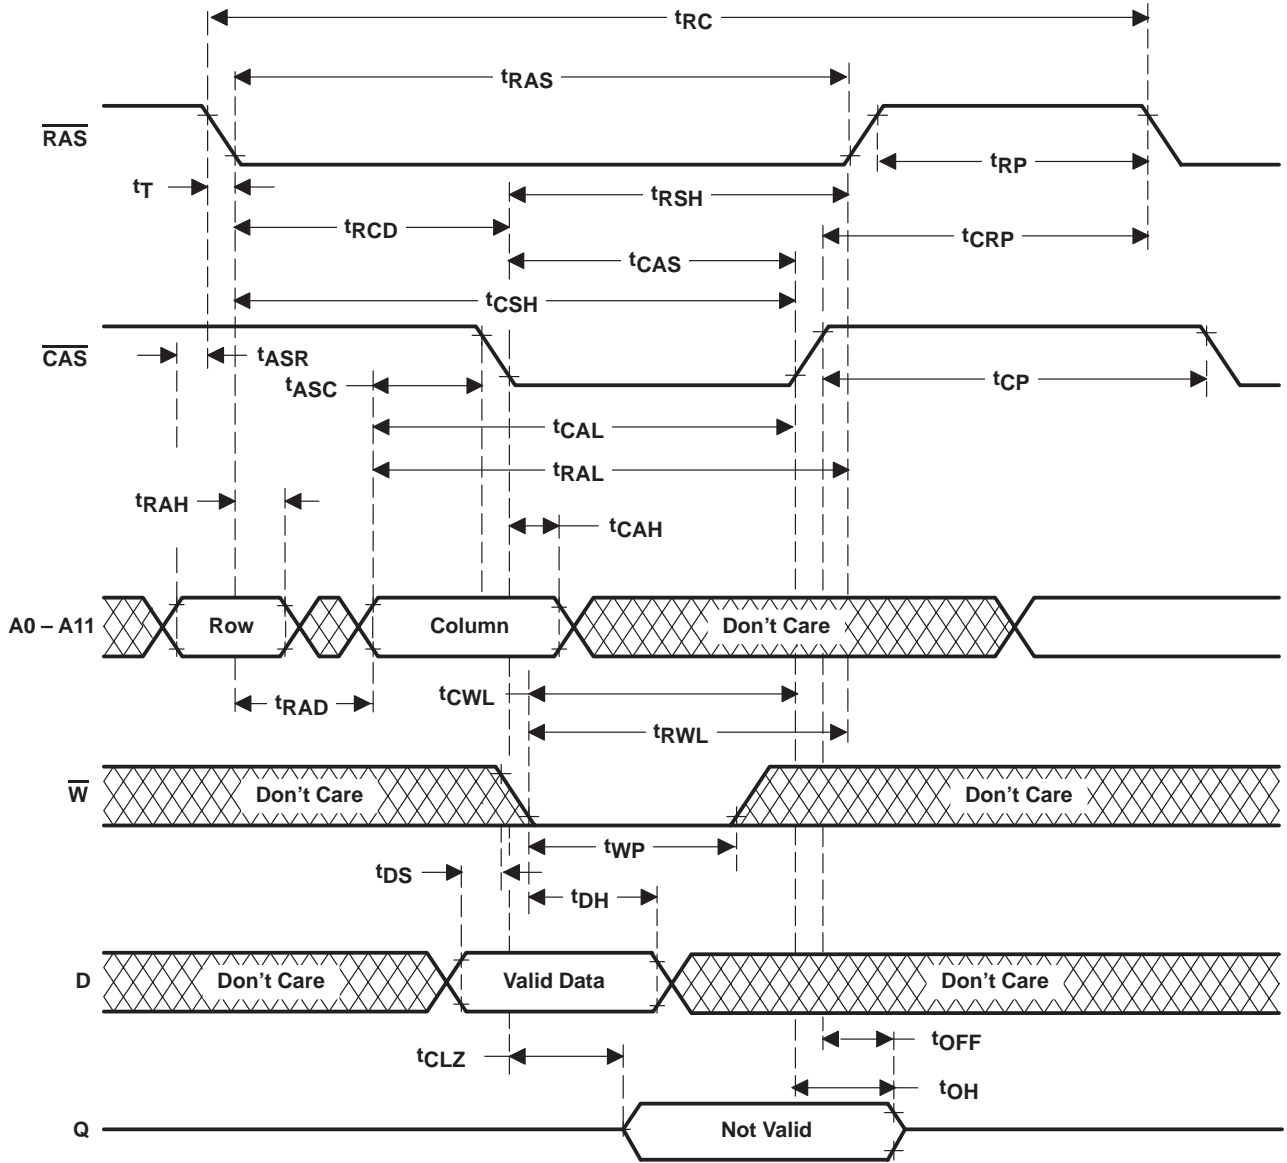 tRC
tRAS
RAS
tRP
tT
tRSH
tRCD
tCRP
tCAS
tCSH
CAS
tASR
tASC
tCP
tCAL
tRAL
tRAH
tCAH
A0 – A11
Row
Column
Don't Care
tRAD
tCWL
tRWL
W
Don't Care
Don't Care
tWP
tDS
tDH
D
Don't Care
Valid Data
Don't Care
tOFF
tCLZ
tOH
Q
Not Valid